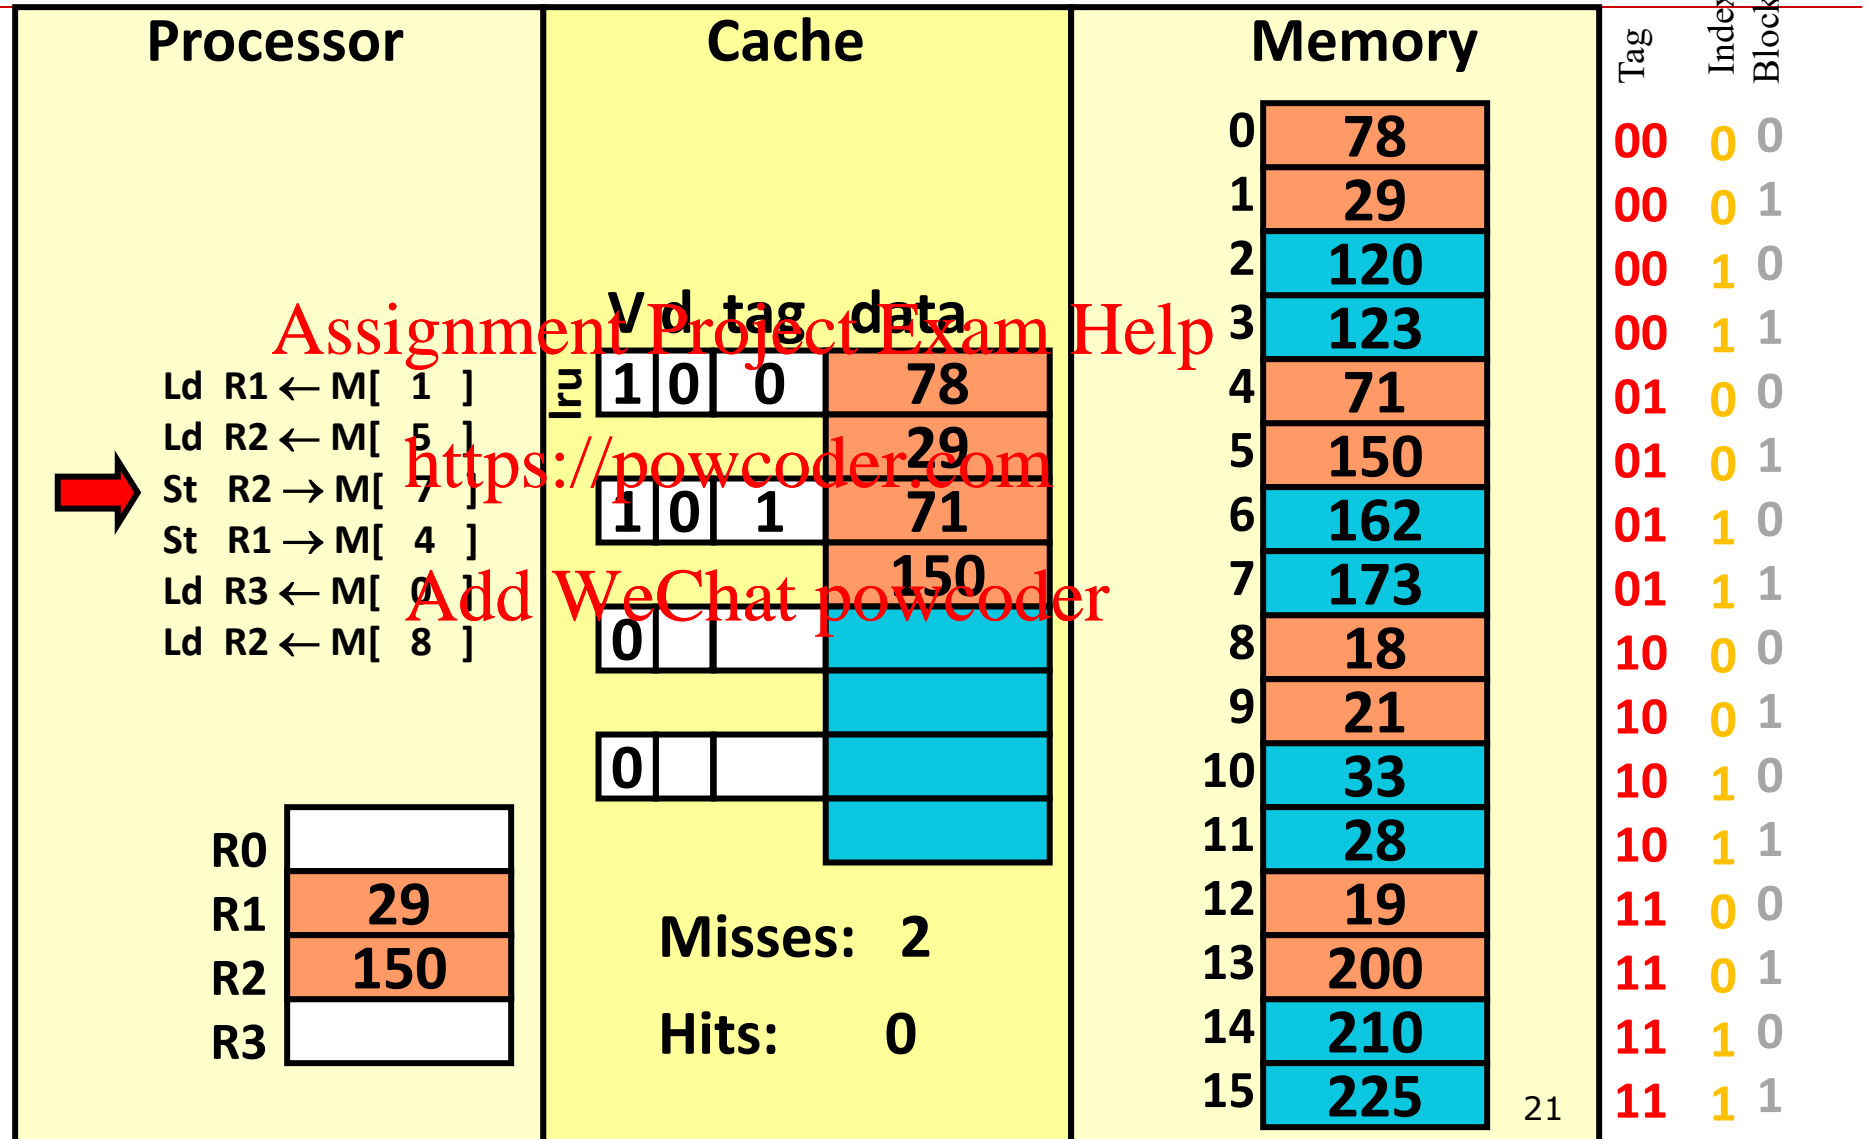 Processor
Ld R1 ← M[ 1 ]
Ld R2 ← M[ 5 ]
St R2 → M[ 7 ]
St R1 → M[ 4 ]
Ld R3 ← M[ 0 ]
Ld R2 ← M[ 8 ]
R0
R1 29
R2 150
R3
Cache
V d tag data
lru
1 0 0 78
29
1 0 1 71
150
0
0
Misses: 2
Hits: 0
Memory
Tag Index Block
0 78 00 0 0
1 29 00 0 1
2 120 00 1 0
3 123 00 1 1
4 71 01 0 0
5 150 01 0 1
6 162 01 1 0
7 173 01 1 1
8 18 10 0 0
9 21 10 0 1
10 33 10 1 0
11 28 10 1 1
12 19 11 0 0
13 200 11 0 1
14 210 11 1 0
15 225 11 1 1
21
Assignment Project Exam Help
https://powcoder.com
Add WeChat powcoder